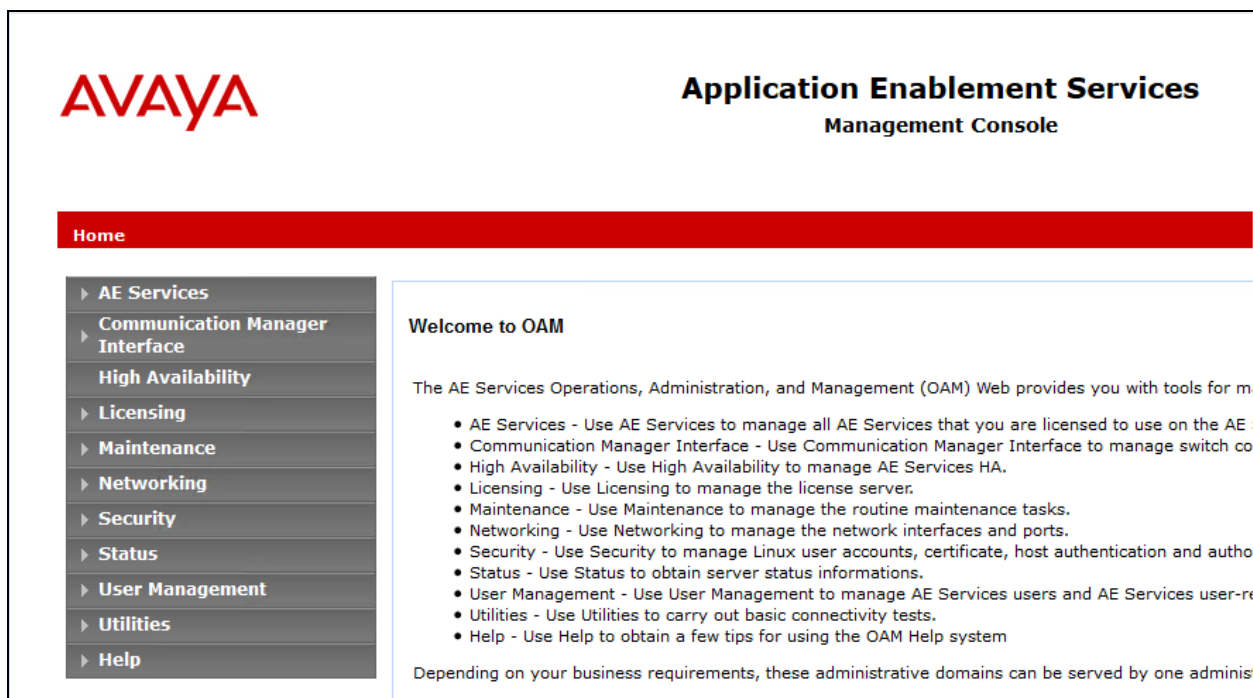 AVAYA
Application Enablement Services
Management Console
Home
AE Services
Communication Manager
Interface
High Availability
Licensing
Maintenance
Networking
Security
Status
User Management
Utilities
Help
Welcome to OAM
The AE Services Operations, Administration, and Management (OAM) Web provides you with tools for
• AE Services - Use AE Services to manage all AE Services that you are licensed to use on the AE
• Communication Manager Interface - Use Communication Manager Interface to manage switch
• High Availability - Use High Availability to manage AE Services HA.
• Licensing - Use Licensing to manage the license server.
• Maintenance - Use Maintenance to manage the routine maintenance tasks.
• Networking - Use Networking to manage the network interfaces and ports.
• Security - Use Security to manage Linux user accounts, certificate, host authentication and
• Status - Use Status to obtain server status informations.
• User Management - Use User Management to manage AE Services users and AE Services
• Utilities - Use Utilities to carry out basic connectivity tests.
• Help - Use Help to obtain a few tips for using the OAM Help system
Depending on your business requirements, these administrative domains can be served by one